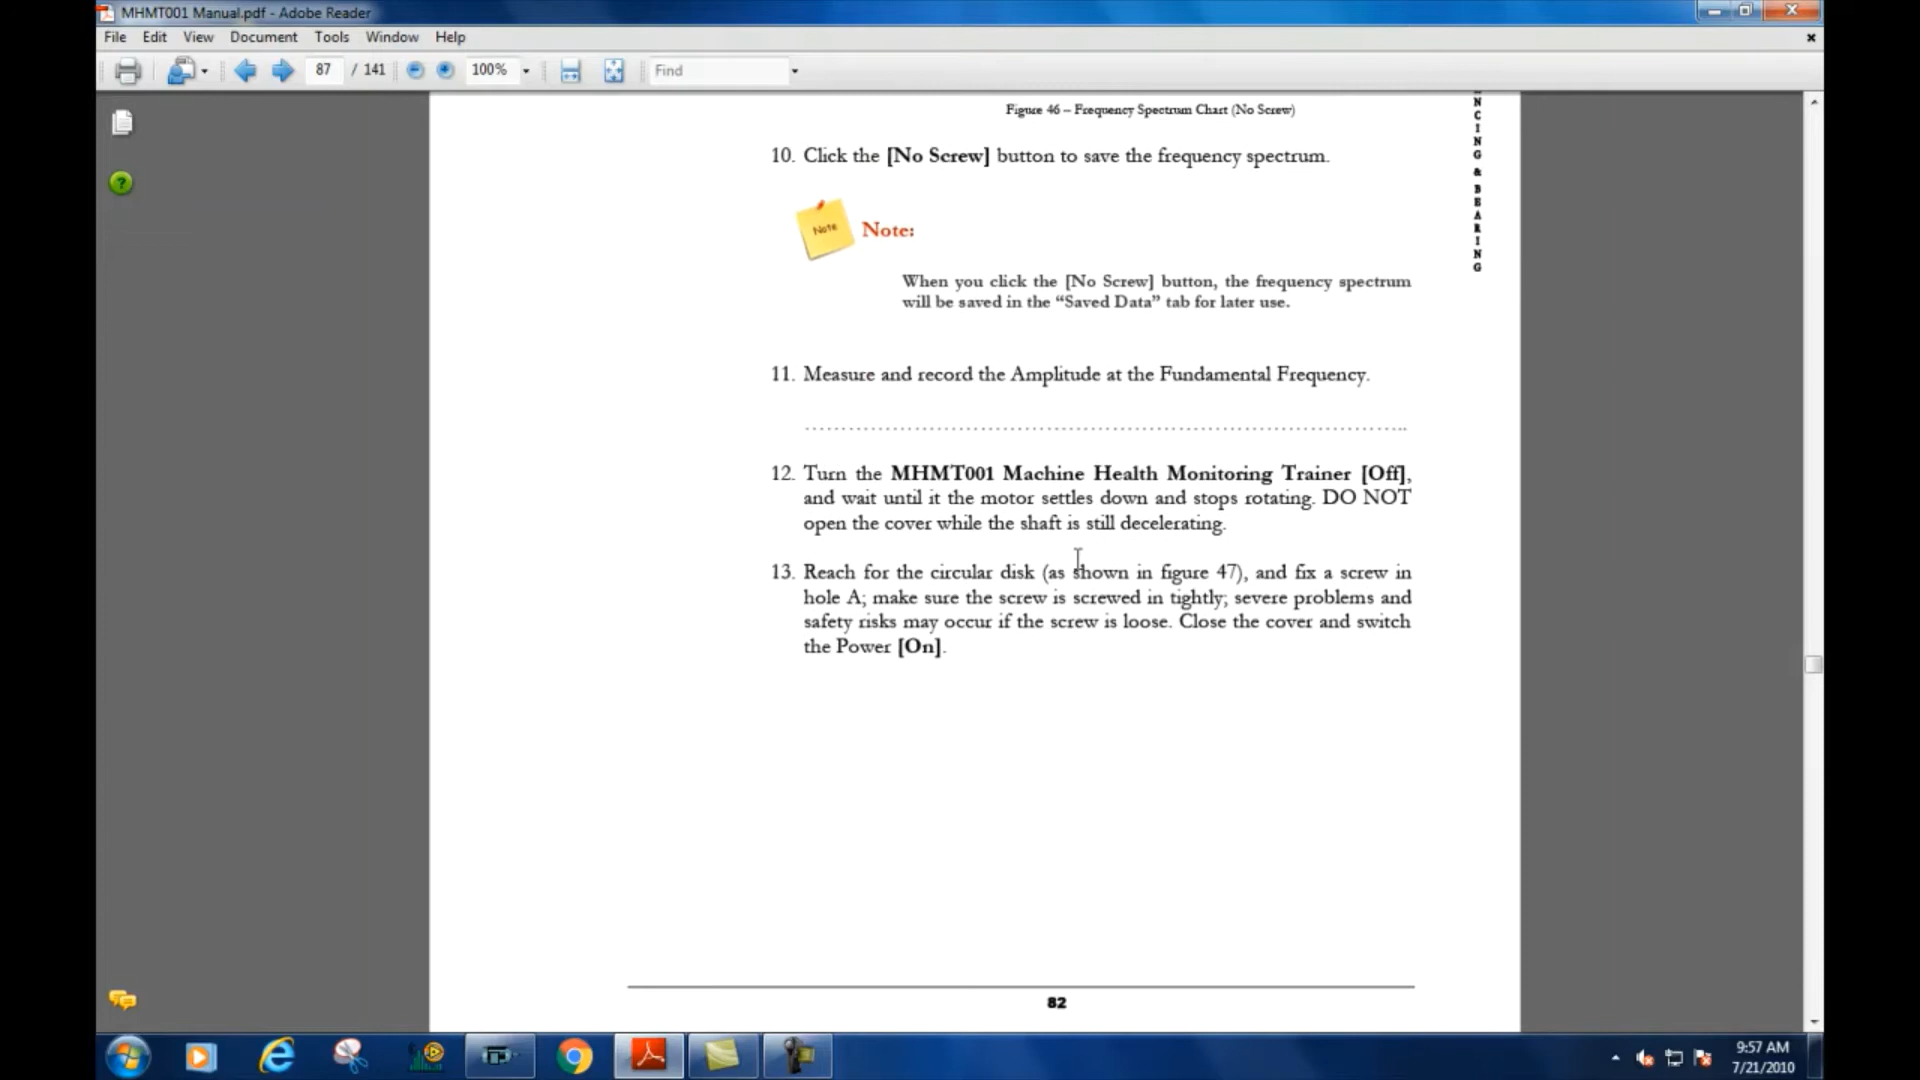 MHMT001 Manual.pdf - Adobe Reader
File Edit View Document Tools Window Help
87 / 141 100% Find
Figure 46 – Frequency Spectrum Chart (No Screw)
NCING & BEARING
10. Click the [No Screw] button to save the frequency spectrum.
Note
Note:
When you click the [No Screw] button, the frequency spectrum
will be saved in the “Saved Data” tab for later use.
11. Measure and record the Amplitude at the Fundamental Frequency.
12. Turn the MHMT001 Machine Health Monitoring Trainer [Off],
and wait until it the motor settles down and stops rotating. DO NOT
open the cover while the shaft is still decelerating.
13. Reach for the circular disk (as shown in figure 47), and fix a screw in
hole A; make sure the screw is screwed in tightly; severe problems and
safety risks may occur if the screw is loose. Close the cover and switch
the Power [On].
82
9:57 AM
7/21/2010